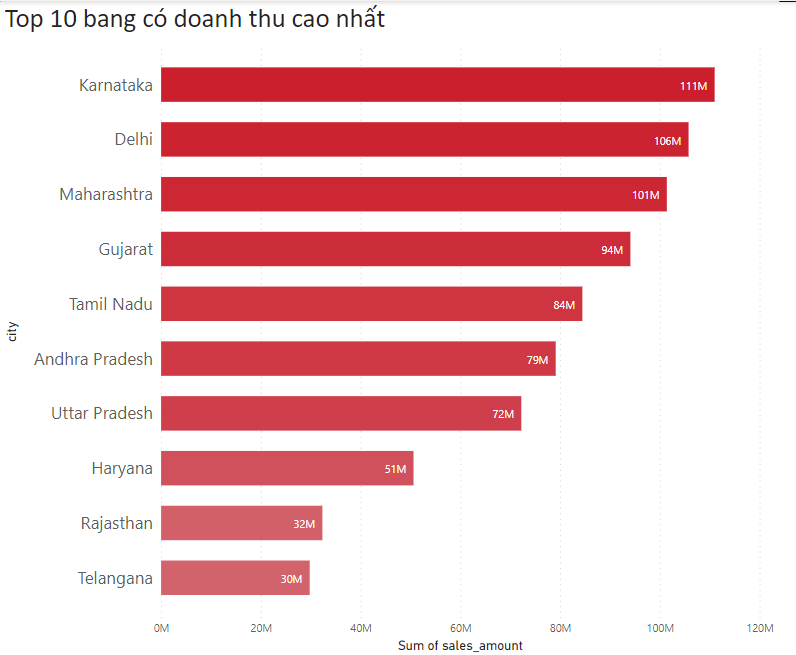 Top 10 bang có doanh thu cao nhất
city
Karnataka 111M
Delhi 106M
Maharashtra 101M
Gujarat 94M
Tamil Nadu 84M
Andhra Pradesh 79M
Uttar Pradesh 72M
Haryana 51M
Rajasthan 32M
Telangana 30M
0M 20M 40M 60M 80M 100M 120M
Sum of sales_amount